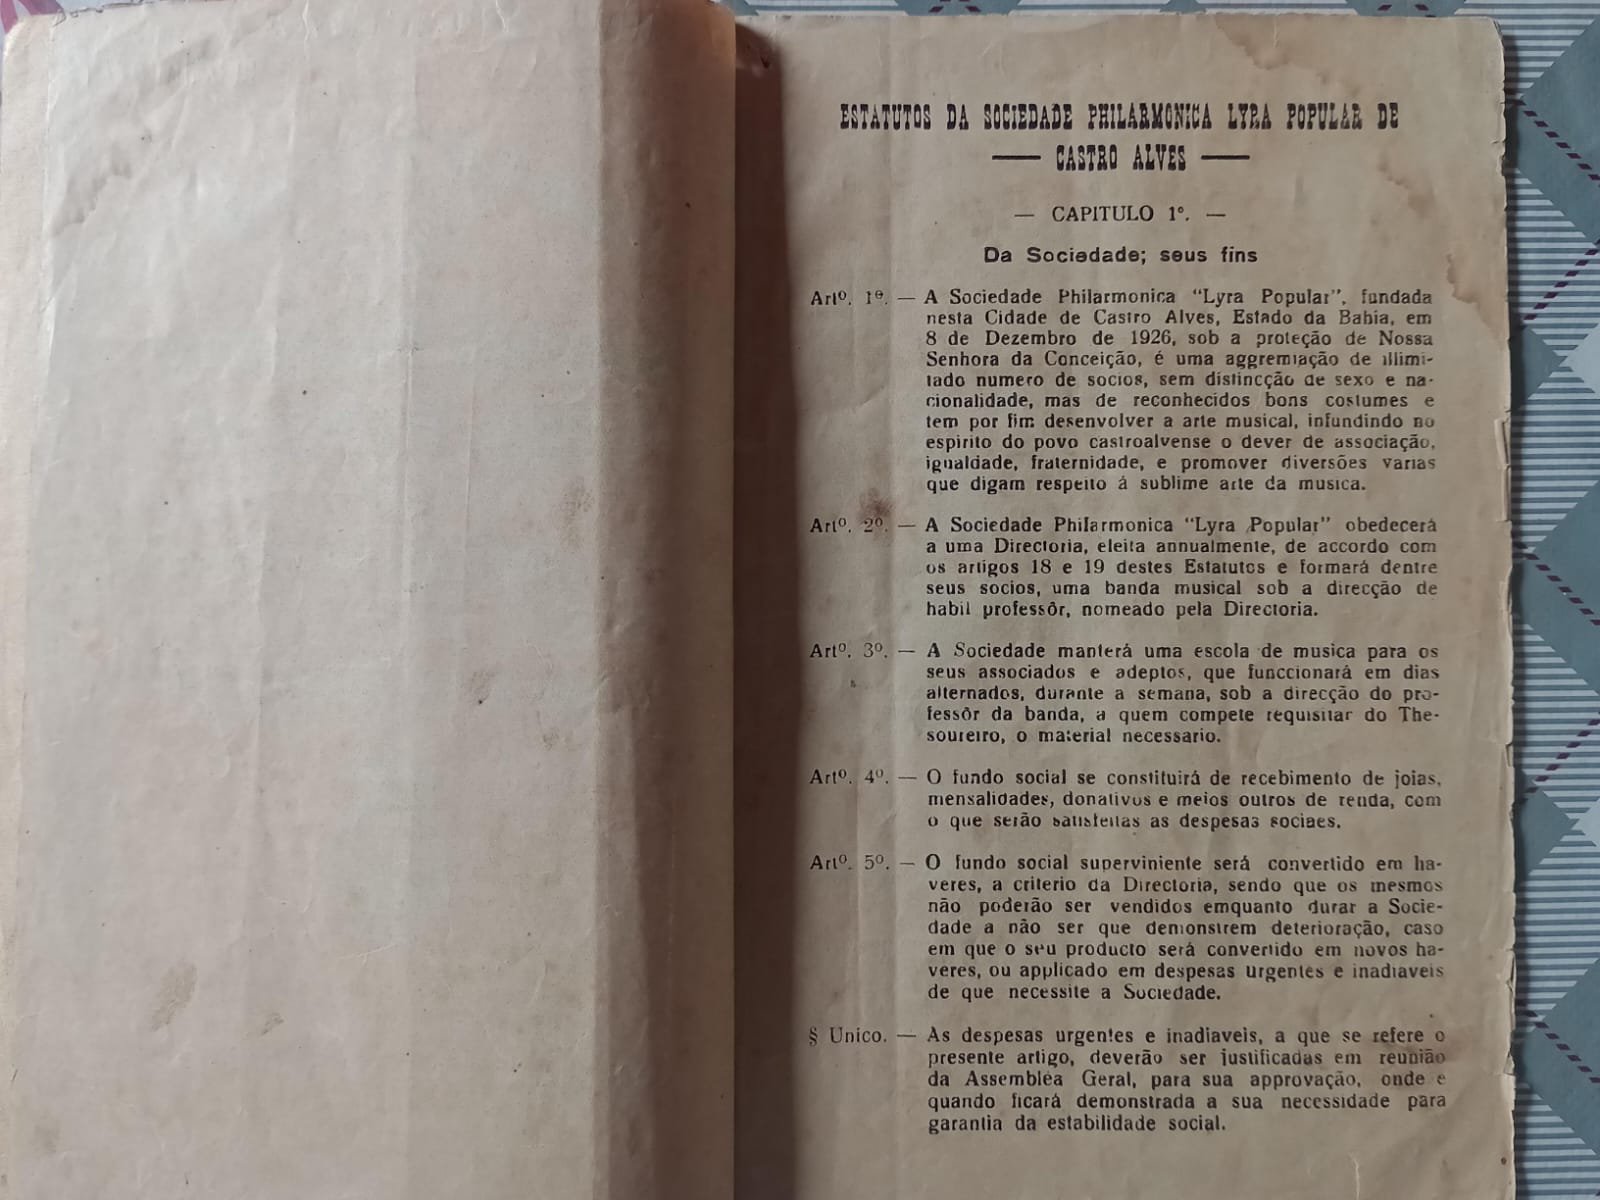 ESTATUTOS DA SOCIEDADE PHILARMONICA LYRA POPULAR DE
— CASTRO ALVES —
— CAPITULO 1º. —
Da Sociedade; seus fins
Artº. 1º. — A Sociedade Philarmonica "Lyra Popular", fundada
nesta Cidade de Castro Alves, Estado da Bahia, em
8 de Dezembro de 1926, sob a proteção de Nossa
Senhora da Conceição, é uma aggremiação de illimi-
tado numero de socios, sem distincção de sexo e na-
cionalidade, mas de reconhecidos bons costumes e
tem por fim desenvolver a arte musical, infundindo no
espirito do povo castroalvense o dever de associação,
igualdade, fraternidade, e promover diversões varias
que digam respeito á sublime arte da musica.
Artº. 2º. — A Sociedade Philarmonica "Lyra Popular" obedecerá
a uma Directoria, eleita annualmente, de accordo com
os artigos 18 e 19 destes Estatutos e formará dentre
seus socios, uma banda musical sob a direcção de
habil professôr, nomeado pela Directoria.
Artº. 3º. — A Sociedade manterá uma escola de musica para os
seus associados e adeptos, que funccionará em dias
alternados, durante a semana, sob a direcção do pro-
fessôr da banda, a quem compete requisitar do The-
soureiro, o material necessario.
Artº. 4º. — O fundo social se constituirá de recebimento de joias,
mensalidades, donativos e meios outros de renda, com
o que serão satisfeitas as despesas sociaes.
Artº. 5º. — O fundo social superviniente será convertido em ha-
veres, a criterio da Directoria, sendo que os mesmos
não poderão ser vendidos emquanto durar a Socie-
dade a não ser que demonstrem deterioração, caso
em que o seu producto será convertido em novos ha-
veres, ou applicado em despesas urgentes e inadiaveis
de que necessite a Sociedade.
§ Unico. — As despesas urgentes e inadiaveis, a que se refere o
presente artigo, deverão ser justificadas em reunião
da Assembléa Geral, para sua approvação, onde e
quando ficará demonstrada a sua necessidade para
garantia da estabilidade social.